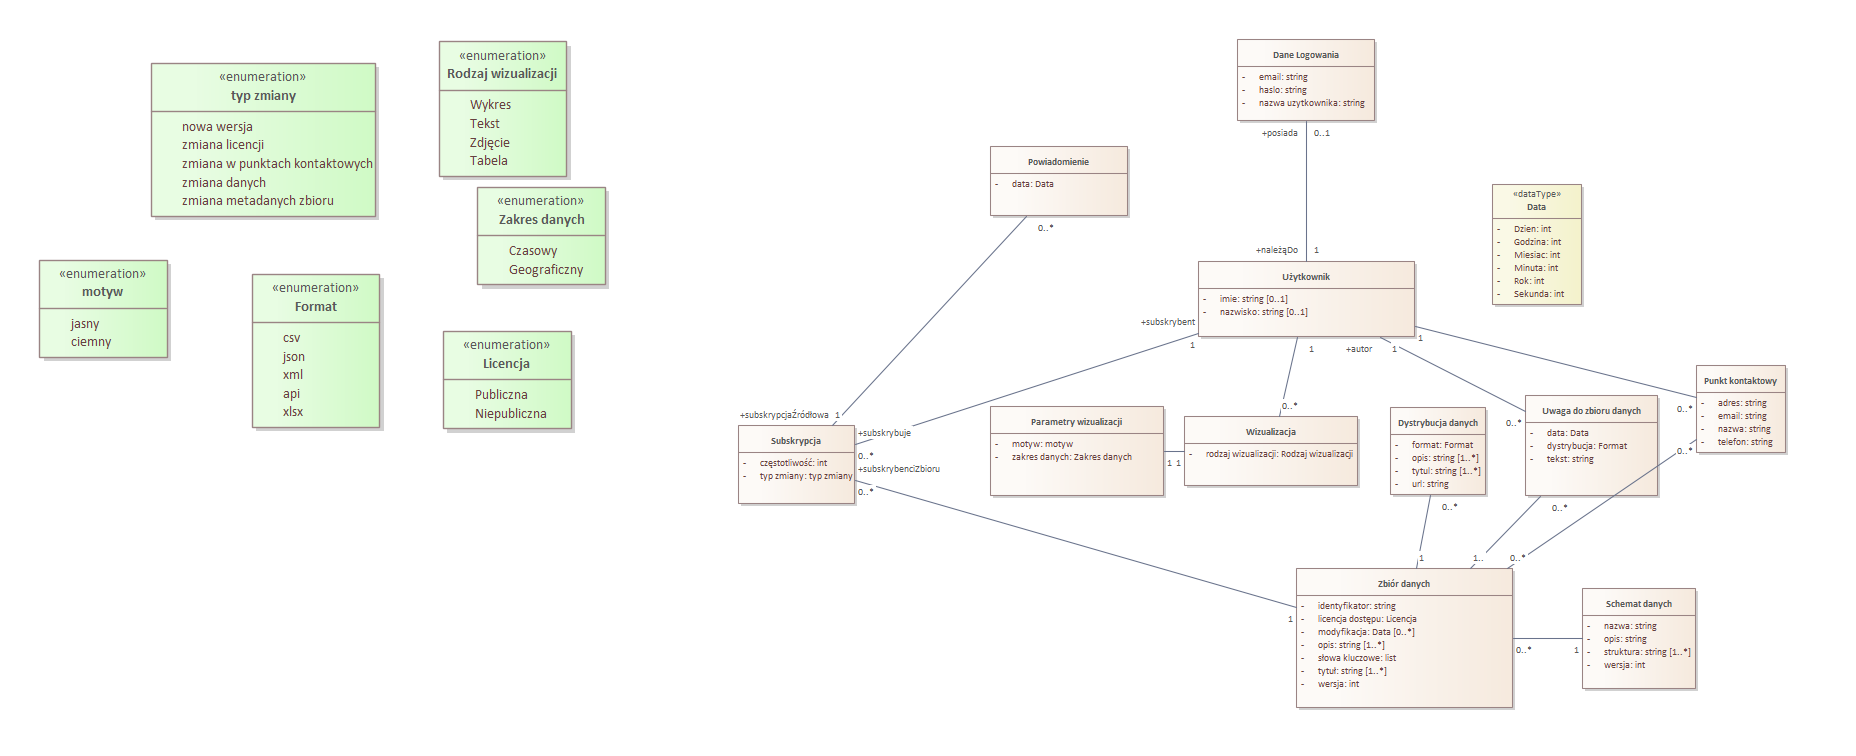 «enumeration»
typ zmiany
nowa wersja
zmiana licencji
zmiana w punktach kontaktowych
zmiana danych
zmiana metadanych zbioru
«enumeration»
Rodzaj wizualizacji
Wykres
Tekst
Zdjęcie
Tabela
«enumeration»
Zakres danych
Czasowy
Geograficzny
«enumeration»
motyw
jasny
ciemny
«enumeration»
Format
csv
json
xml
api
xlsx
«enumeration»
Licencja
Publiczna
Niepubliczna
Dane Logowania
- email: string
- haslo: string
- nazwa uzytkownika: string
+posiada 0..1
Powiadomienie
- data: Data
0..*
«dataType»
Data
- Dzien: int
- Godzina: int
- Miesiac: int
- Minuta: int
- Rok: int
- Sekunda: int
+należąDo 1
Użytkownik
- imie: string [0..1]
- nazwisko: string [0..1]
+subskrybent
1
1
+autor 1
1
Punkt kontaktowy
- adres: string
- email: string
- nazwa: string
- telefon: string
0..*
0..*
+subskrypcjaŹródłowa 1
Subskrypcja
- częstotliwość: int
- typ zmiany: typ zmiany
+subskrybuje
0..*
+subskrybenciZbioru
0..*
Parametry wizualizacji
- motyw: motyw
- zakres danych: Zakres danych
1 1
0..*
Wizualizacja
- rodzaj wizualizacji: Rodzaj wizualizacji
Dystrybucja danych
- format: Format
- opis: string [1..*]
- tytul: string [1..*]
- url: string
0..*
0..*
Uwaga do zbioru danych
- data: Data
- dystrybucja: Format
- tekst: string
0..*
1
1..
0..*
Zbiór danych
- identyfikator: string
- licencja dostępu: Licencja
- modyfikacja: Data [0..*]
- opis: string [1..*]
- słowa kluczowe: list
- tytuł: string [1..*]
- wersja: int
1
0..* 1
Schemat danych
- nazwa: string
- opis: string
- struktura: string [1..*]
- wersja: int